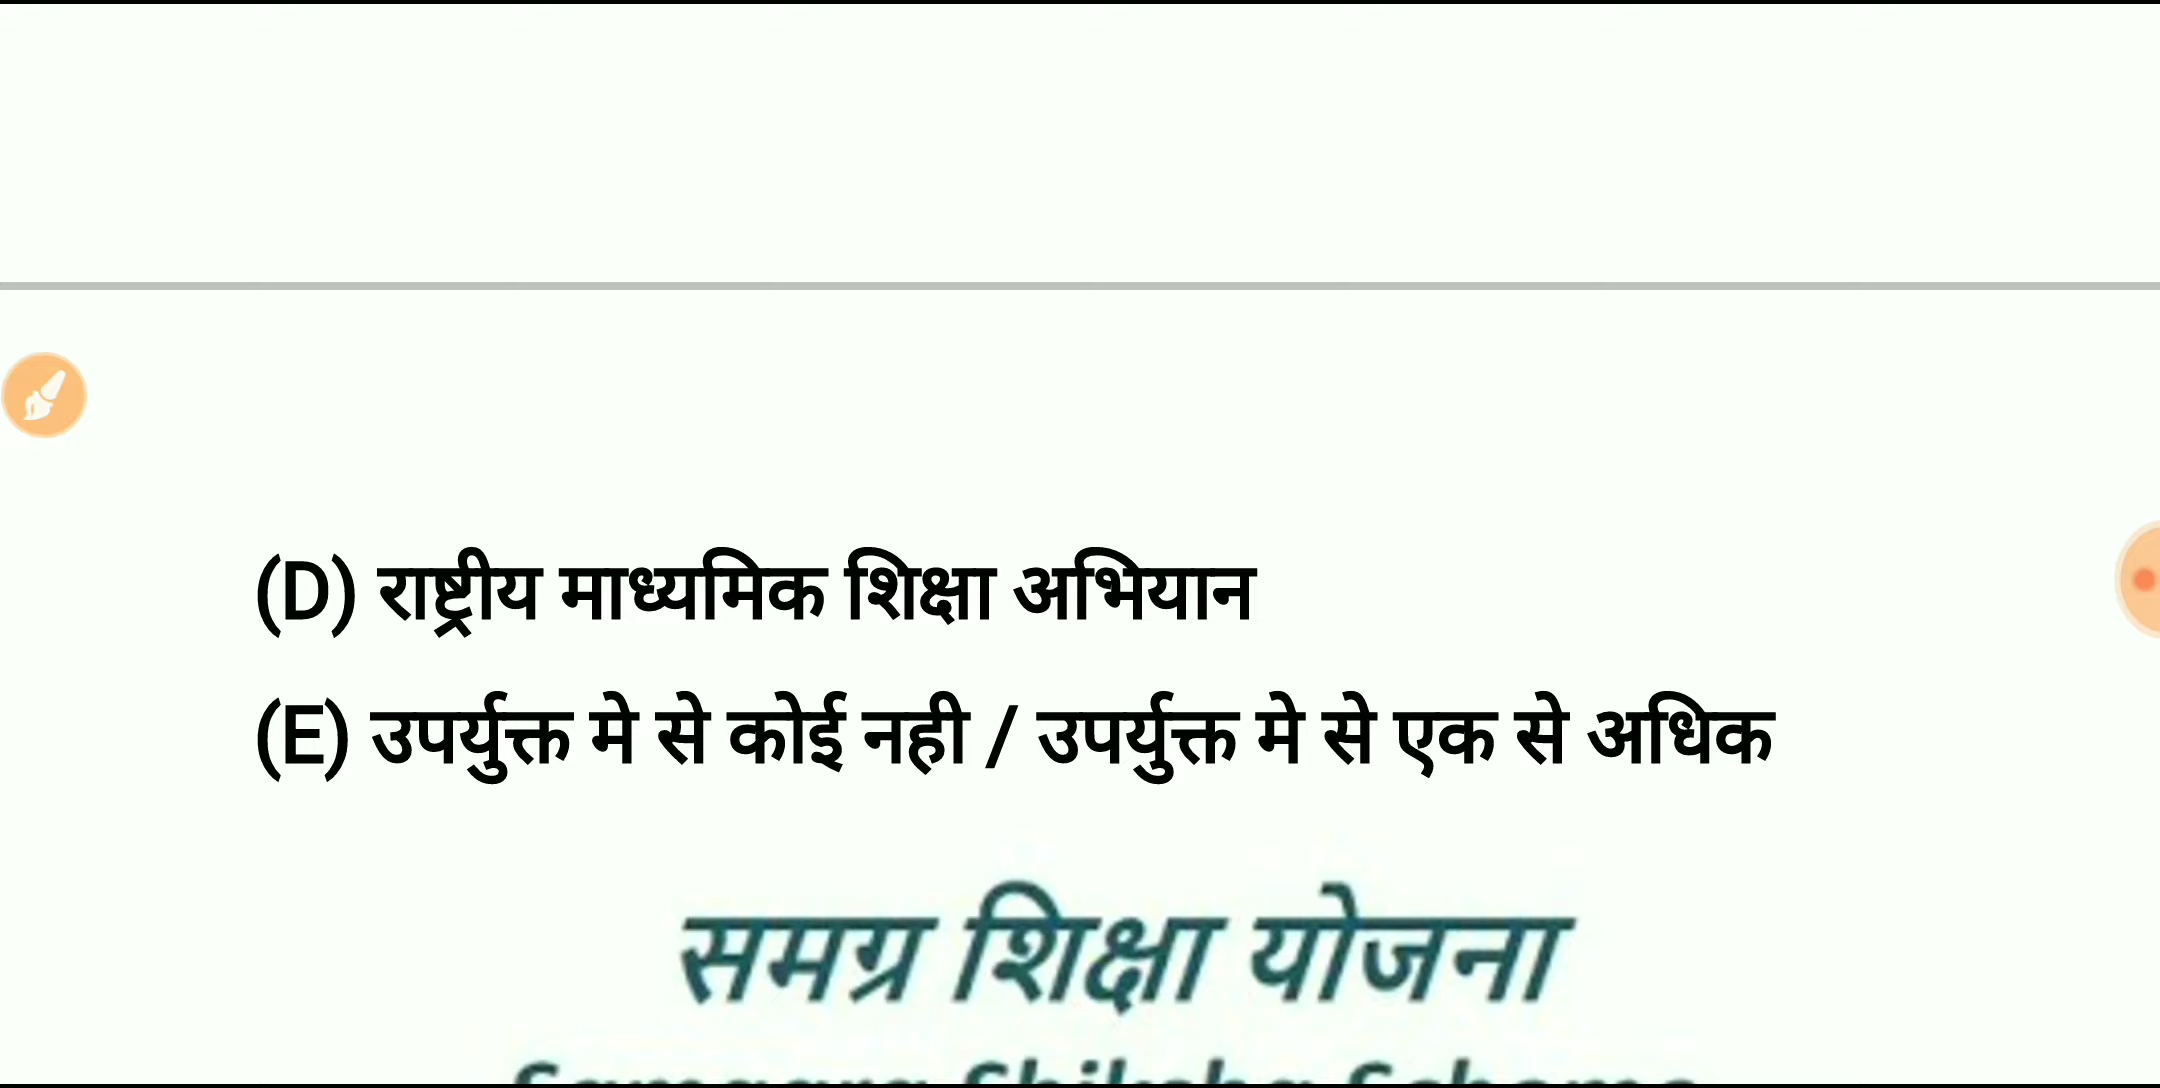 (D) राष्ट्रीय माध्यमिक शिक्षा अभियान
(E) उपर्युक्त मे से कोई नही / उपर्युक्त मे से एक से अधिक
समग्र शिक्षा योजना